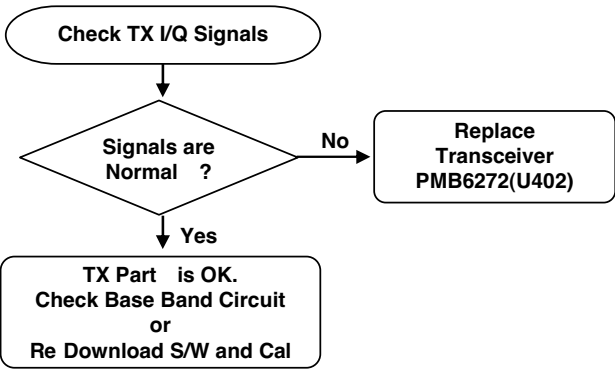 Check TX I/Q Signals
Signals are
Normal ?
No
Replace
Transceiver
PMB6272(U402)
Yes
TX Part is OK.
Check Base Band Circuit
or
Re Download S/W and Cal